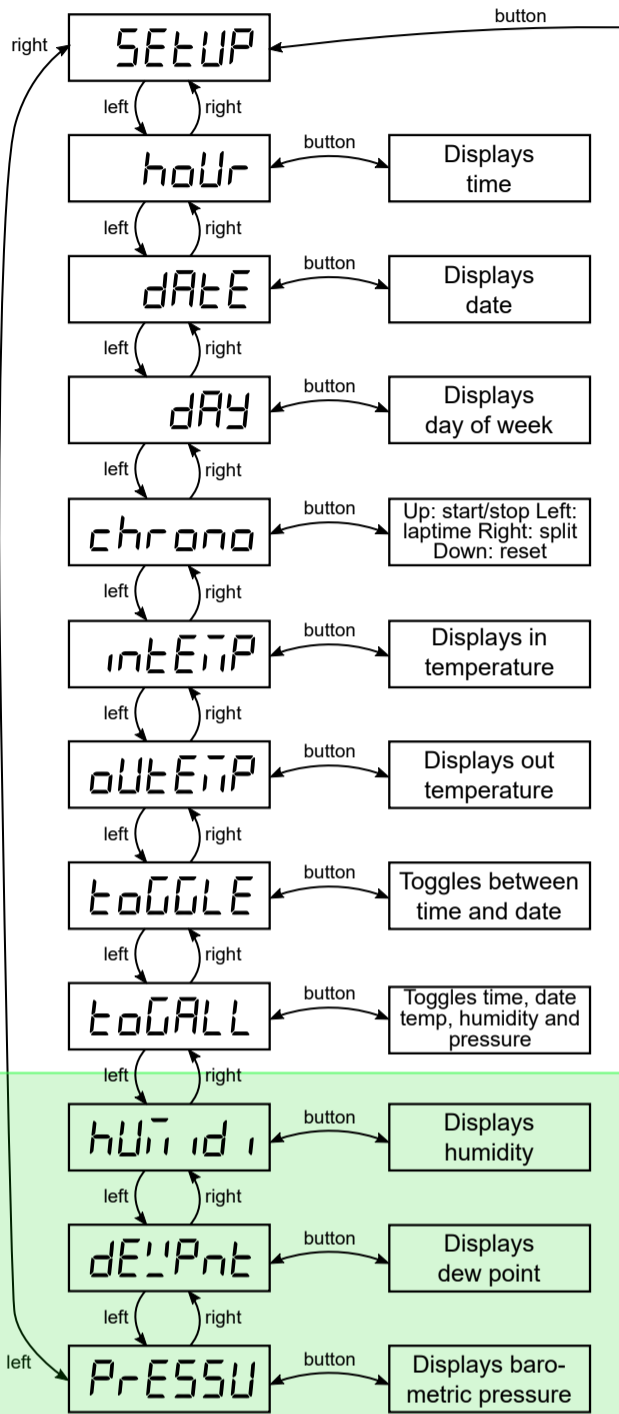 button
right
SEtUP
left right
hoUr
button
Displays
time
left right
dAtE
button
Displays
date
left right
dAY
button
Displays
day of week
left right
chrono
button
Up: start/stop Left:
laptime Right: split
Down: reset
left right
intEMP
button
Displays in
temperature
left right
oUtEMP
button
Displays out
temperature
left right
toGGLE
button
Toggles between
time and date
left right
toGALL
button
Toggles time, date
temp, humidity and
pressure
left right
hUMidi
button
Displays
humidity
left right
dEWPnt
button
Displays
dew point
left right
left
PrESSU
button
Displays baro-
metric pressure